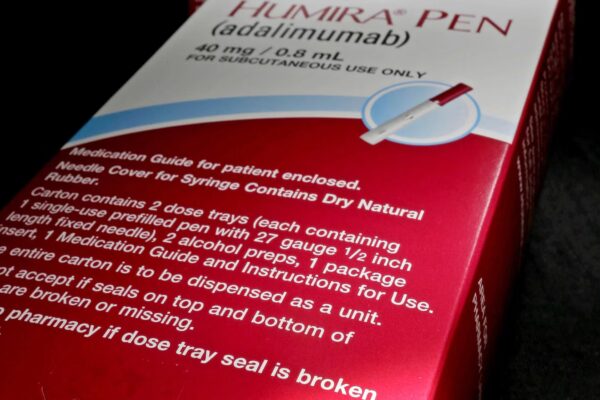 HUMIRA® PEN
(adalimumab)
40 mg / 0.8 mL
FOR SUBCUTANEOUS USE ONLY
Medication Guide for patient enclosed.
Needle Cover for Syringe Contains Dry Natural
Rubber.
Carton contains 2 dose trays (each containing
1 single-use prefilled pen with 27 gauge 1/2 inch
length fixed needle), 2 alcohol preps, 1 package
insert, 1 Medication Guide and Instructions for Use.
entire carton is to be dispensed as a unit.
not accept if seals on top and bottom of
are broken or missing.
pharmacy if dose tray seal is broken